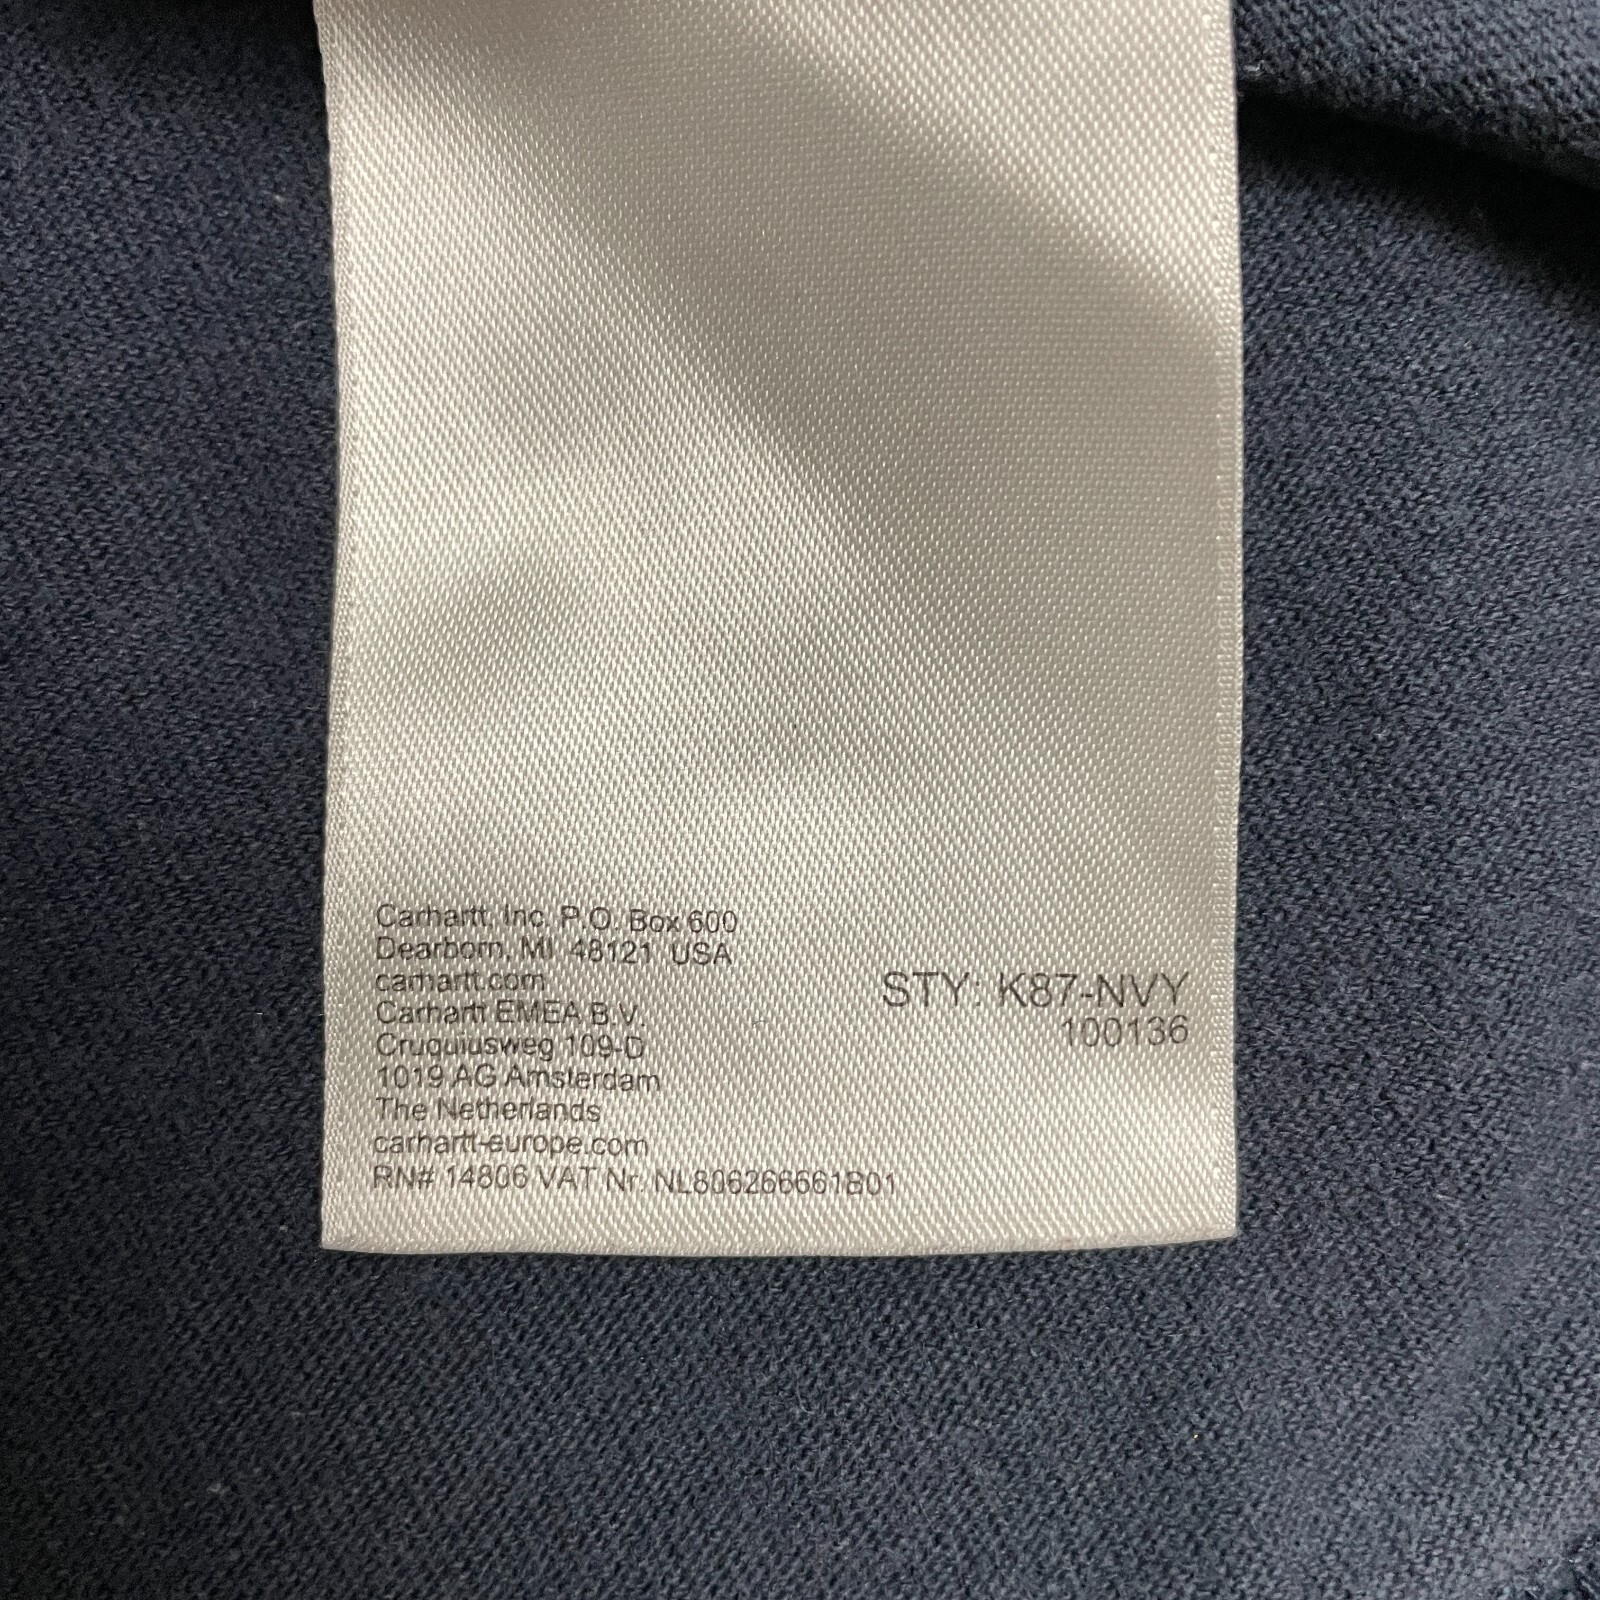 Carhartt, Inc. P.O. Box 600
Dearborn, MI 48121 USA
carhartt.com
Carhartt EMEA B.V.
Cruquiusweg 109-D
1019 AG Amsterdam
The Netherlands
carhartt-europe.com
RN# 14806 VAT Nr. NL806266661B01
STY: K87-NVY
100136